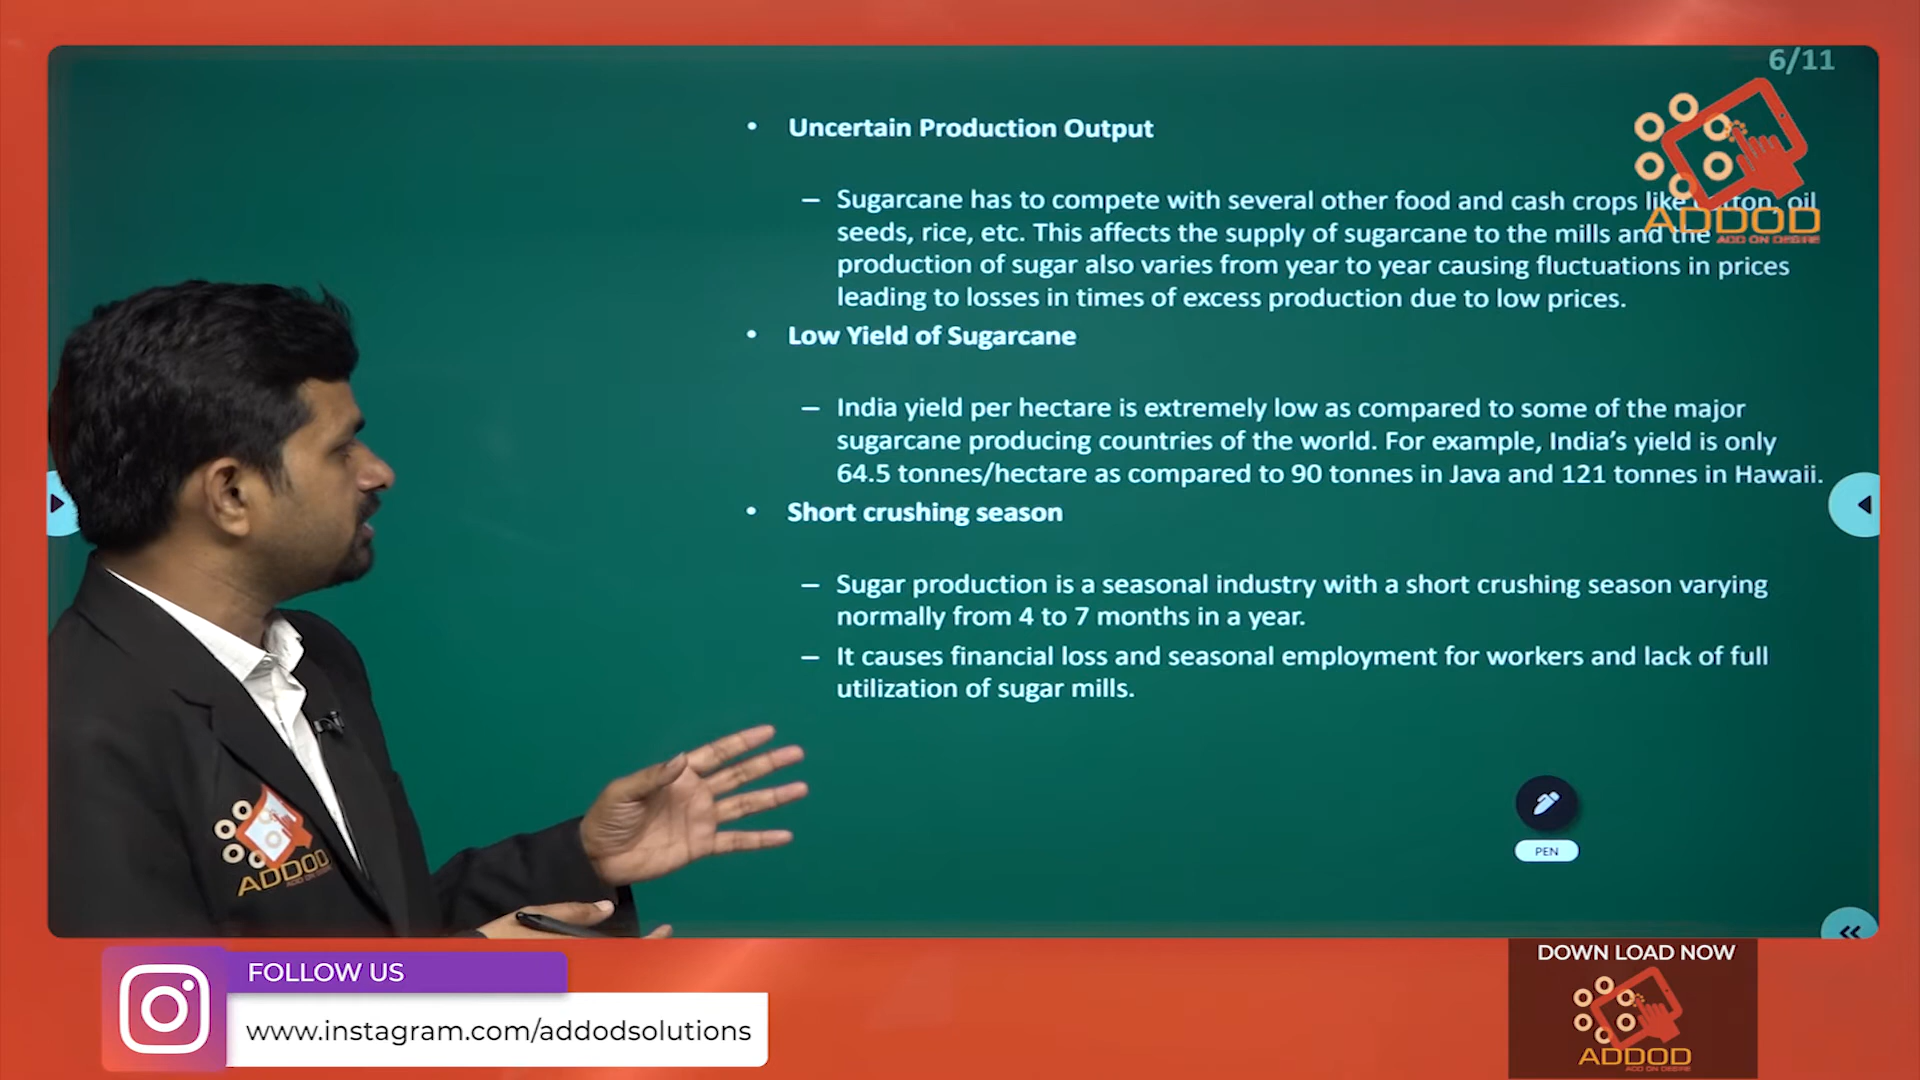 6/11
• Uncertain Production Output
– Sugarcane has to compete with several other food and cash crops like oil
seeds, rice, etc. This affects the supply of sugarcane to the mills and the
production of sugar also varies from year to year causing fluctuations in prices
leading to losses in times of excess production due to low prices.
• Low Yield of Sugarcane
– India yield per hectare is extremely low as compared to some of the major
sugarcane producing countries of the world. For example, India’s yield is only
64.5 tonnes/hectare as compared to 90 tonnes in Java and 121 tonnes in Hawaii.
• Short crushing season
– Sugar production is a seasonal industry with a short crushing season varying
normally from 4 to 7 months in a year.
– It causes financial loss and seasonal employment for workers and lack of full
utilization of sugar mills.
ADDOD
ADD ON DESIRE
PEN
ADDOD
FOLLOW US
www.instagram.com/addodsolutions
DOWN LOAD NOW
ADDOD
ADD ON DESIRE